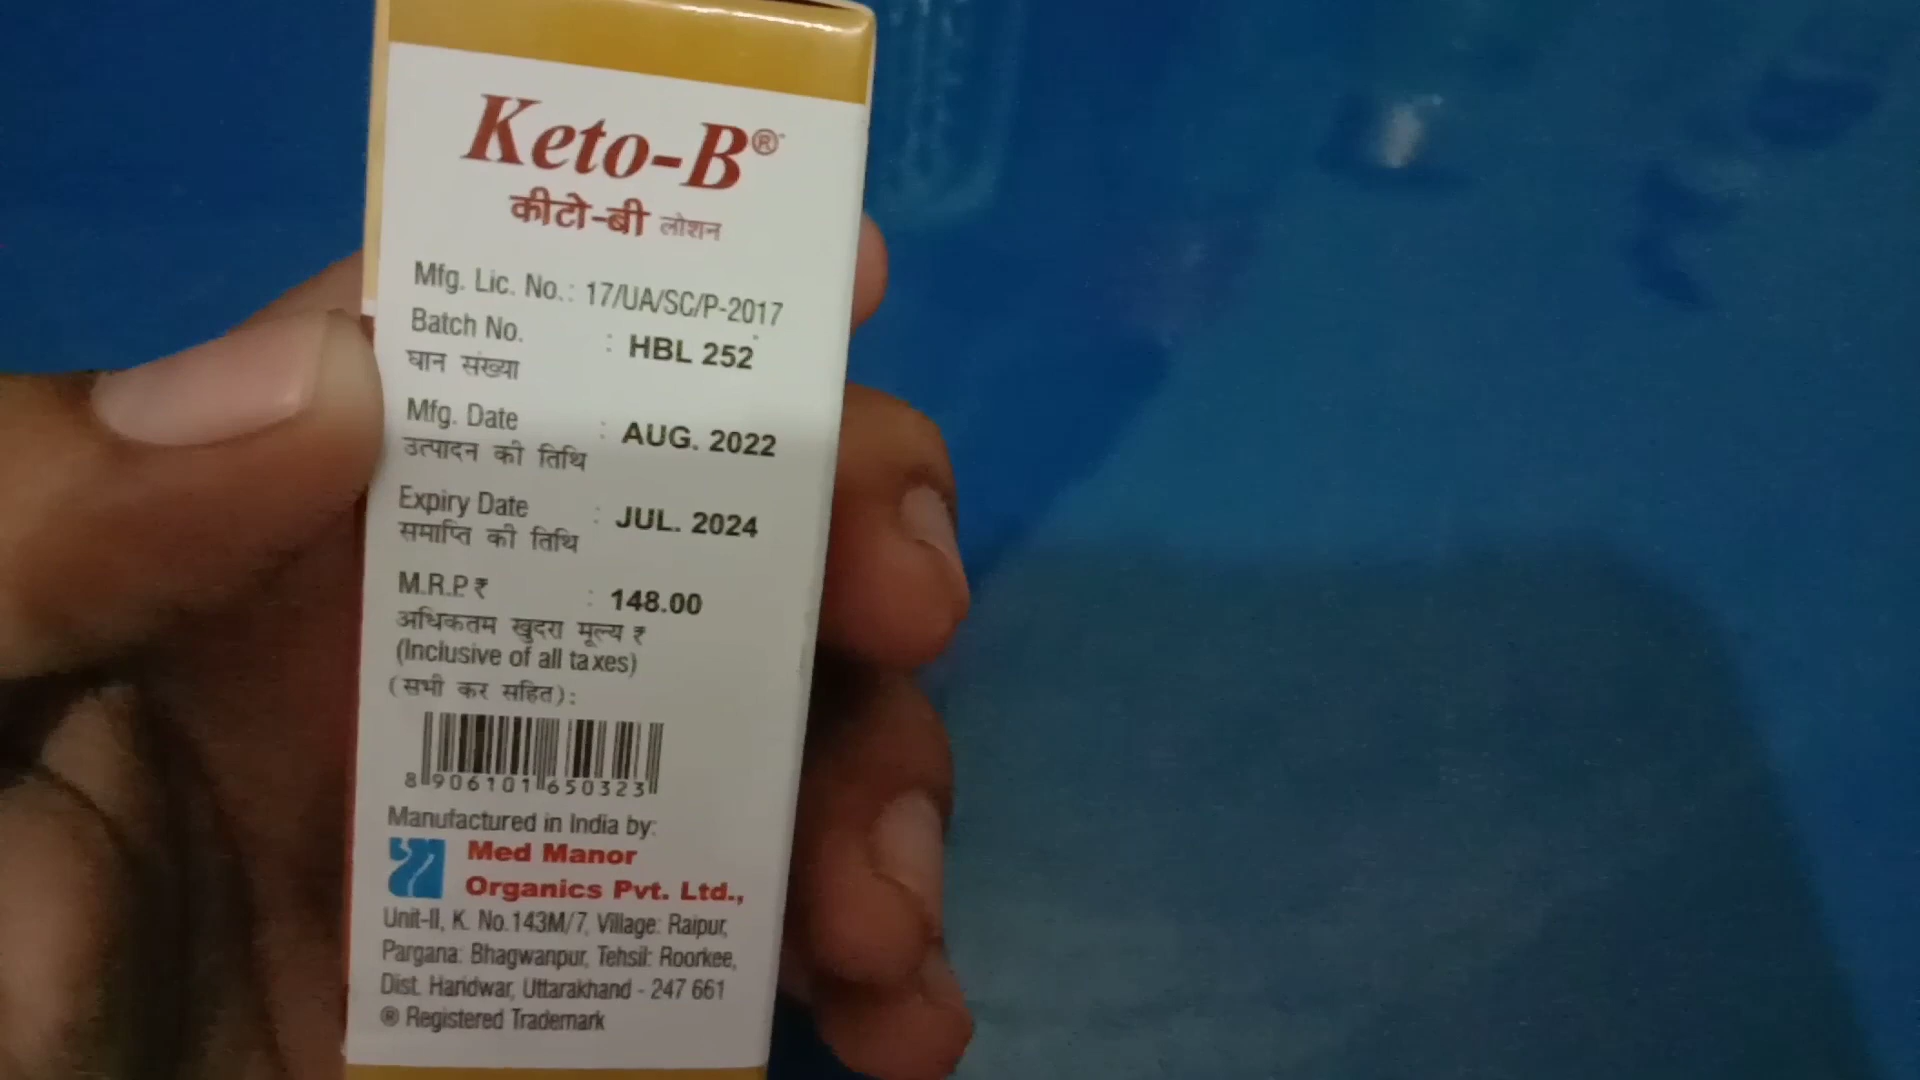 Keto-B®
कीटो-बी लोशन
Mfg. Lic. No.: 17/UA/SC/P-2017
Batch No. : HBL 252
घान संख्या
Mfg. Date : AUG. 2022
उत्पादन की तिथि
Expiry Date : JUL. 2024
समाप्ति की तिथि
M.R.P. ₹ : 148.00
अधिकतम खुदरा मूल्य ₹
(Inclusive of all taxes)
(सभी कर सहित):
8 906101 650323
Manufactured in India by:
Med Manor
Organics Pvt. Ltd.,
Unit-II, K. No. 143M/7, Village: Raipur,
Pargana: Bhagwanpur, Tehsil: Roorkee,
Dist. Haridwar, Uttarakhand - 247 661
® Registered Trademark